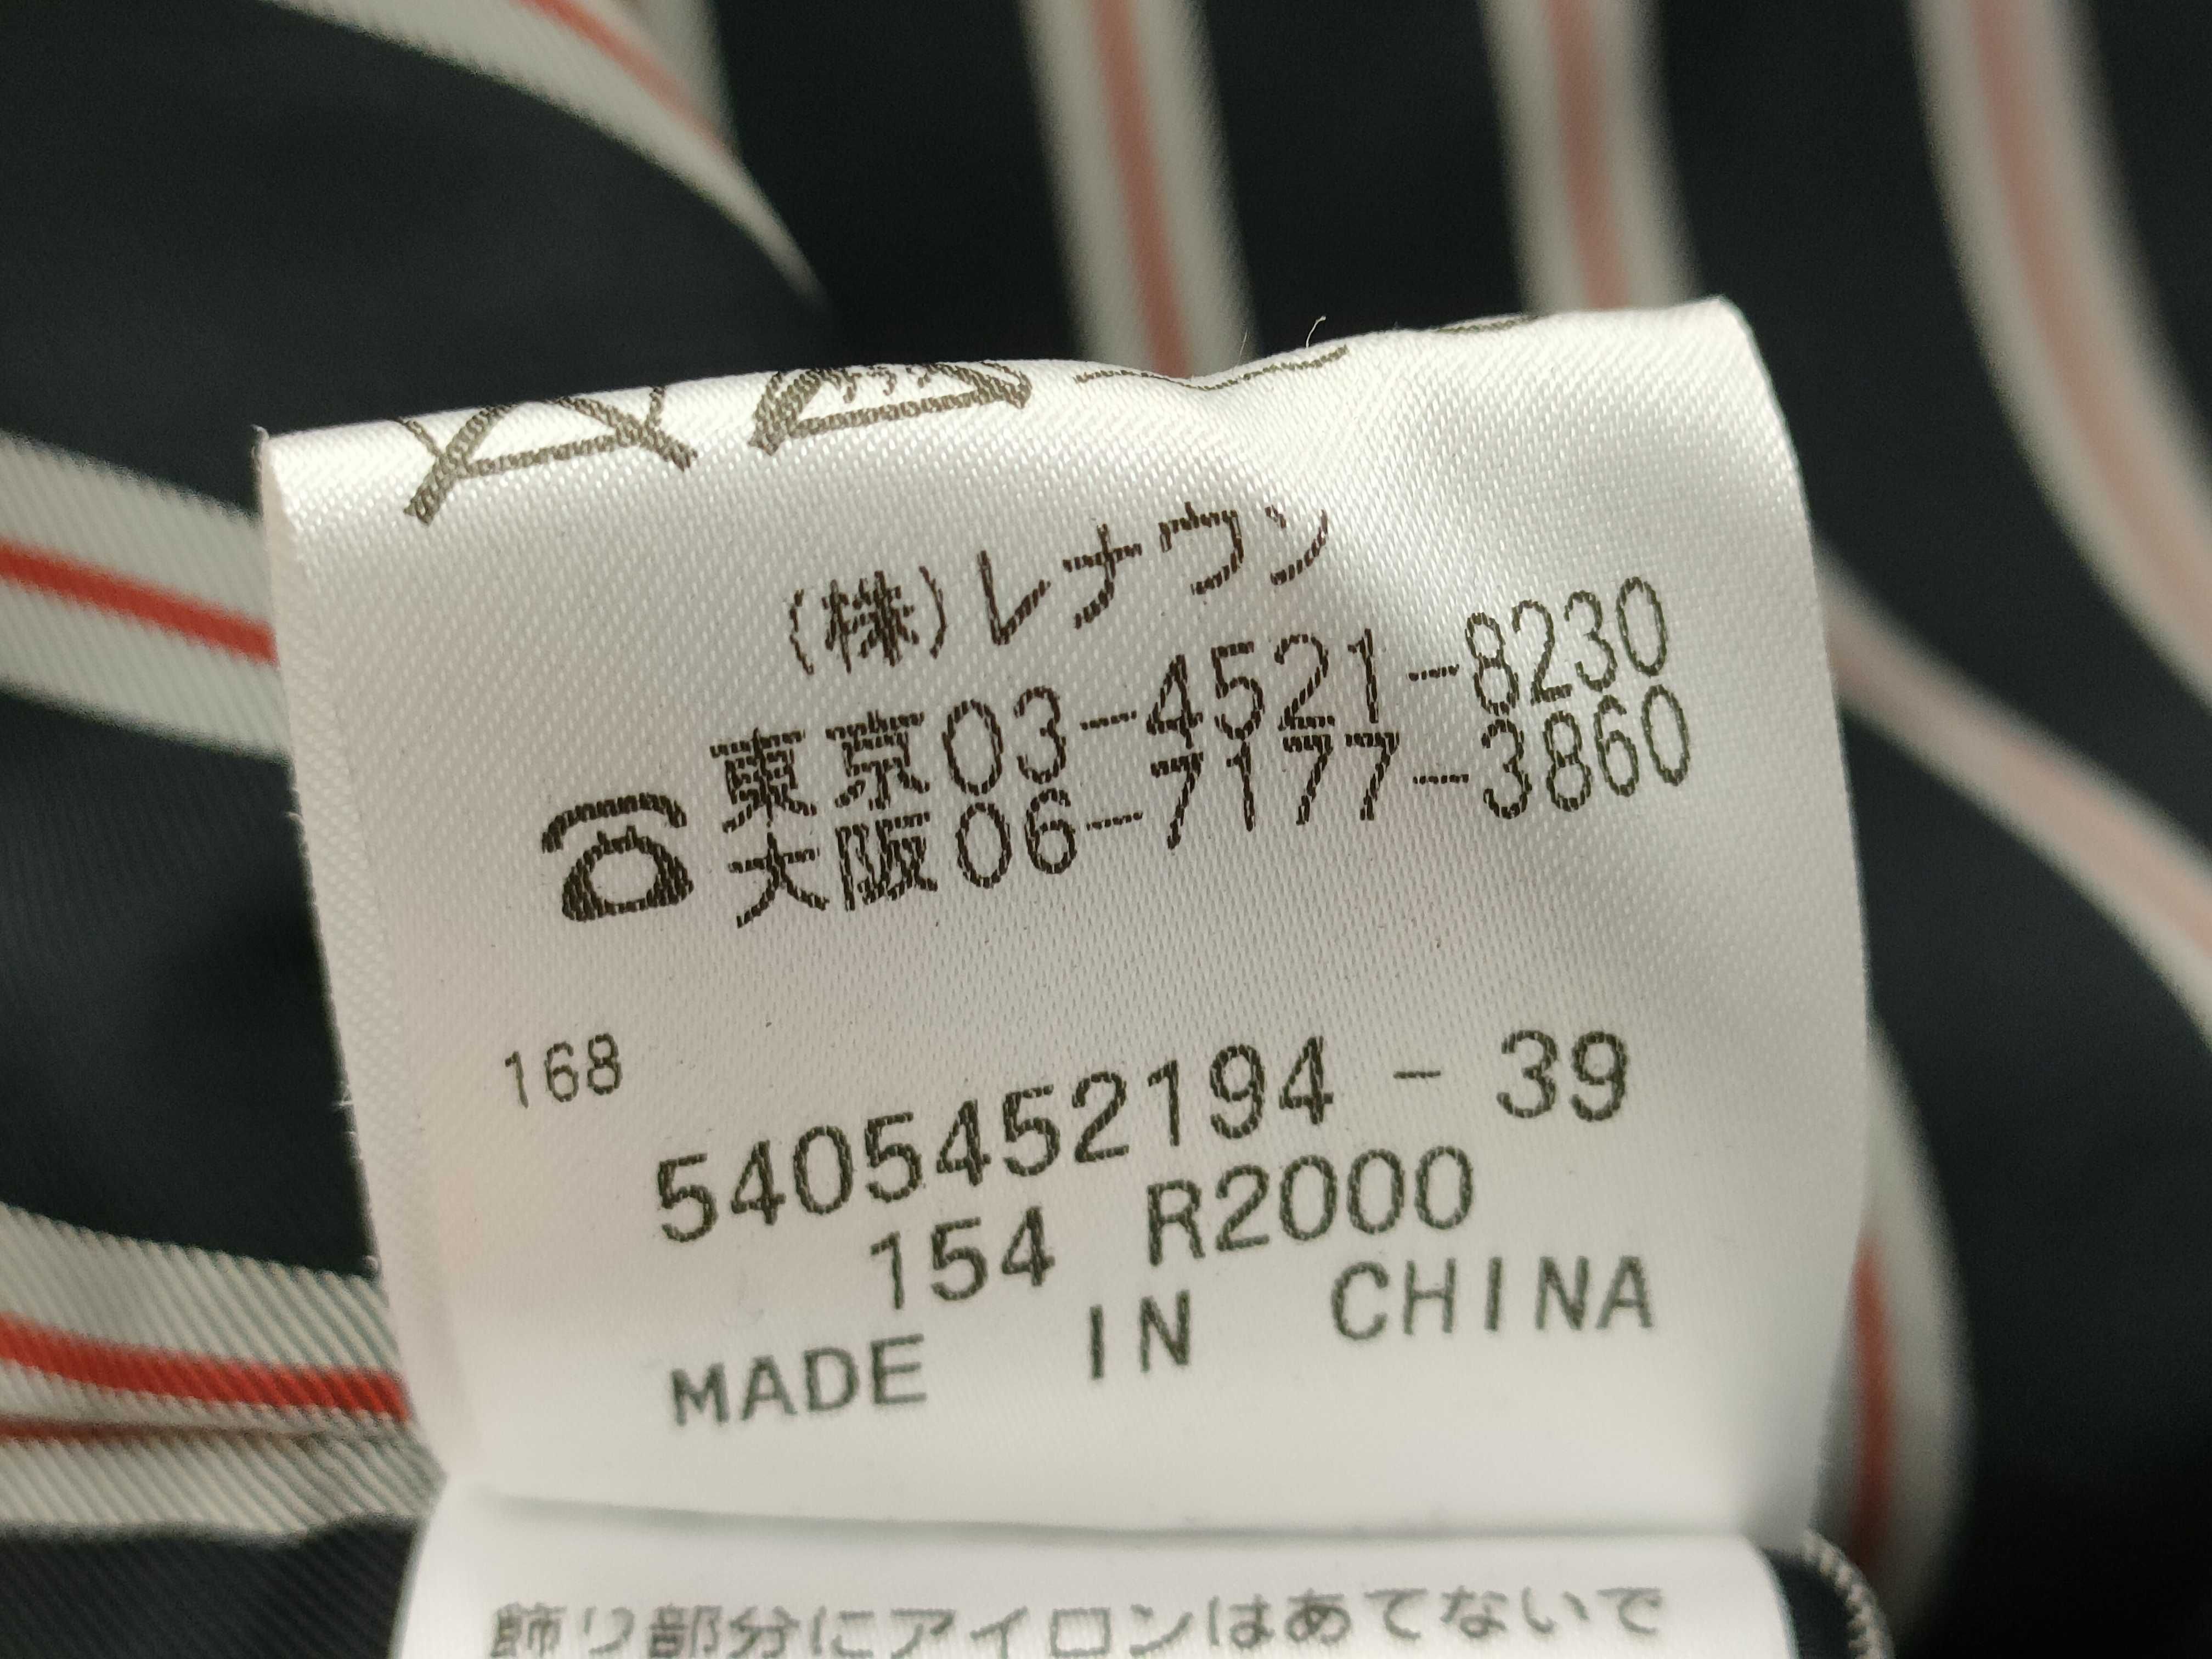 (株)レナウン
東京03-4521-8230
大阪06-7177-3860
168
5405452194 - 39
154 R2000
MADE IN CHINA
飾り部分にアイロンはあてないで